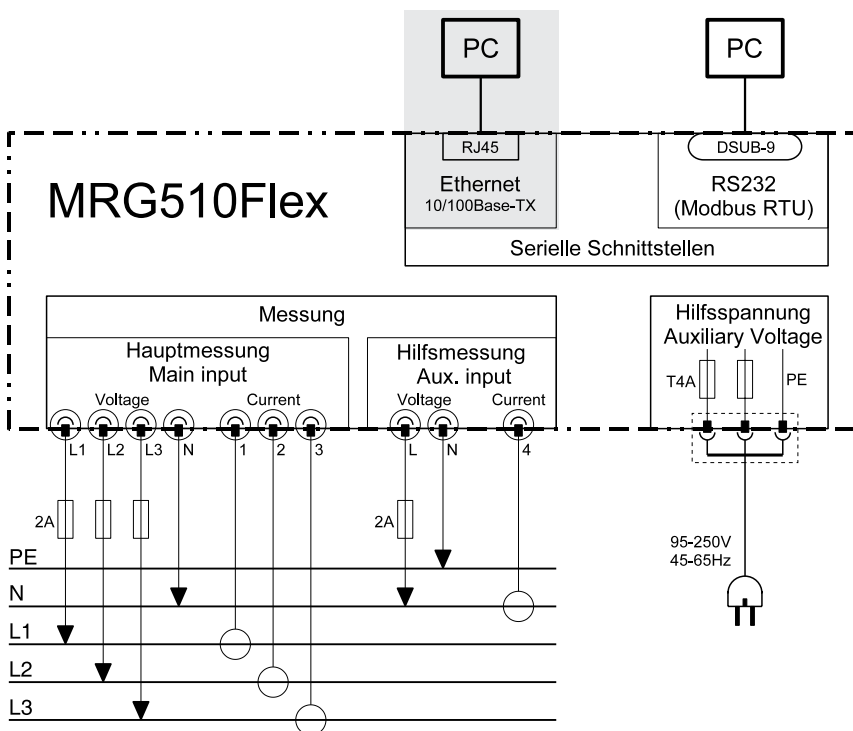 PC
PC
RJ45
DSUB-9
MRG510Flex
Ethernet
10/100Base-TX
RS232
(Modbus RTU)
Serielle Schnittstellen
Messung
Hauptmessung
Main input
Hilfsmessung
Aux. input
Voltage
Current
Voltage
Current
Hilfsspannung
Auxiliary Voltage
T4A
PE
L1
L2
L3
N
1
2
3
L
N
4
2A
2A
95-250V
45-65Hz
PE
N
L1
L2
L3